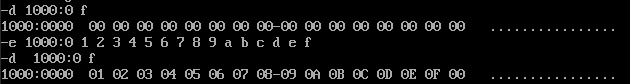 -d 1000:0 f
1000:0000  00 00 00 00 00 00 00 00-00 00 00 00 00 00 00 00   ................
-e 1000:0 1 2 3 4 5 6 7 8 9 a b c d e f
-d  1000:0 f
1000:0000  01 02 03 04 05 06 07 08-09 0A 0B 0C 0D 0E 0F 00   ................